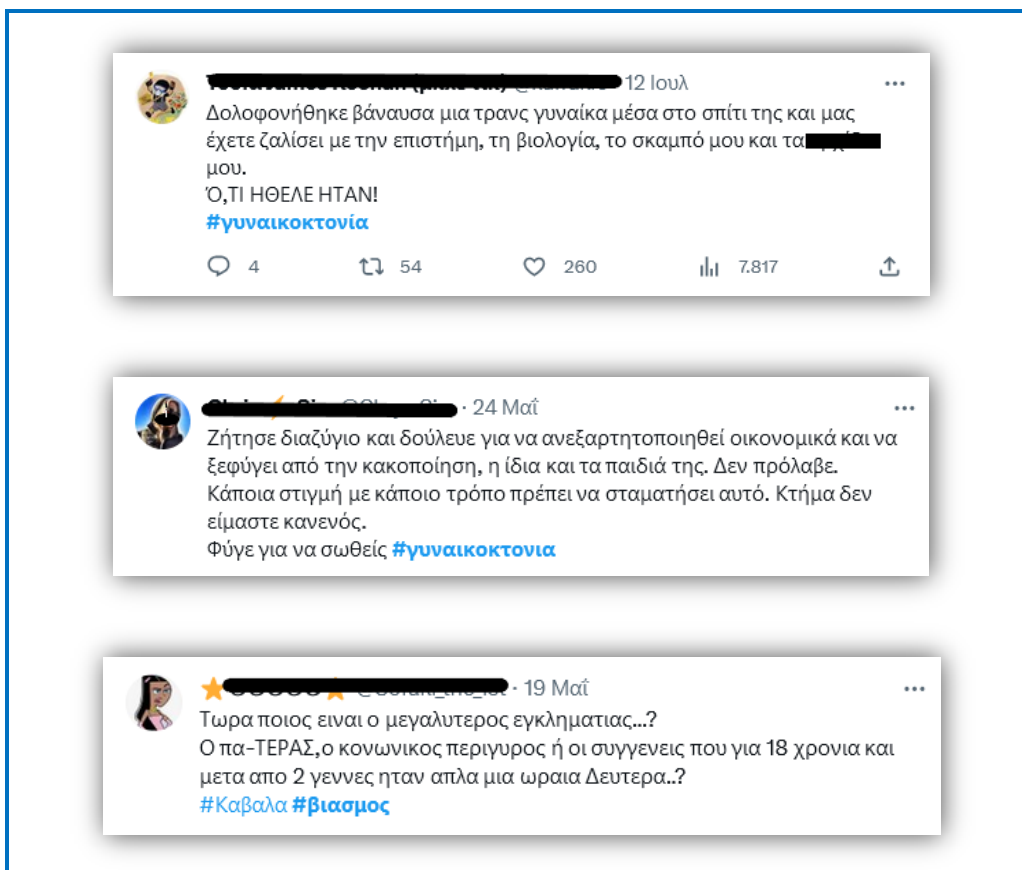 12 Ιουλ
Δολοφονήθηκε βάναυσα μια τρανς γυναίκα μέσα στο σπίτι της και μας
έχετε ζαλίσει με την επιστήμη, τη βιολογία, το σκαμπό μου και τα
μου.
Ό,ΤΙ ΗΘΕΛΕ ΗΤΑΝ!
#γυναικοκτονία
4 54 260 7.817
· 24 Μαΐ
Ζήτησε διαζύγιο και δούλευε για να ανεξαρτητοποιηθεί οικονομικά και να
ξεφύγει από την κακοποίηση, η ίδια και τα παιδιά της. Δεν πρόλαβε.
Κάποια στιγμή με κάποιο τρόπο πρέπει να σταματήσει αυτό. Κτήμα δεν
είμαστε κανενός.
Φύγε για να σωθείς #γυναικοκτονια
· 19 Μαΐ
Τωρα ποιος ειναι ο μεγαλυτερος εγκληματιας...?
Ο πα-ΤΕΡΑΣ,ο κονωνικος περιγυρος ή οι συγγενεις που για 18 χρονια και
μετα απο 2 γεννες ηταν απλα μια ωραια Δευτερα..?
#Καβαλα #βιασμος